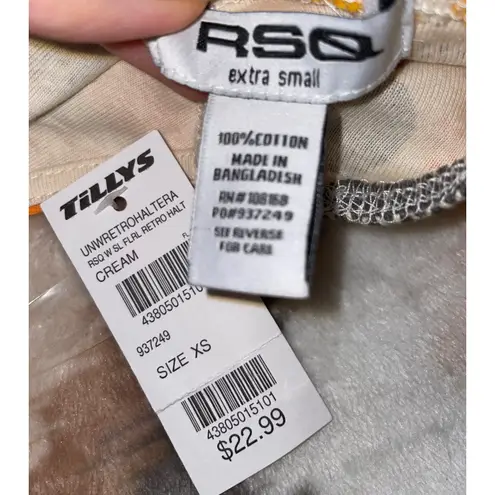 RSQ
extra small
100% COTTON
MADE IN
BANGLADESH
RN# 108168
PO#937249
SEE REVERSE
FOR CARE
TiLLYS
UNWRETROHALTERA
RSQ W SL FLRL RETRO HALT
CREAM
43805015101
937249
SIZE XS
43805015101
$22.99